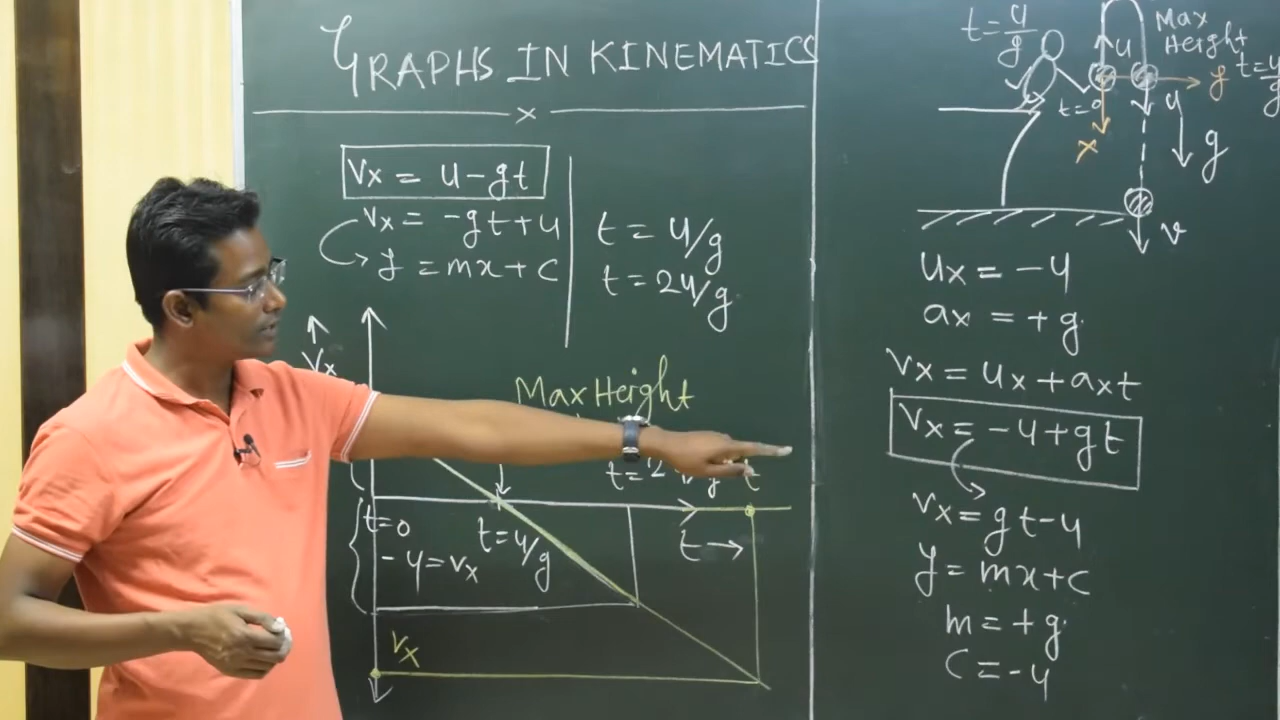 GRAPHS IN KINEMATICS
x
Vx = u - gt
Vx = -gt + u
y = mx + c
t = u/g
t = 2u/g
Vx
Max Height
t
t=0
t = u/g
-u = Vx
t →
Vx
t = u/g
u
Max
Height
t = 0
y
x
u
g
v
ux = -u
ax = +g
Vx = ux + axt
Vx = -u + gt
Vx = gt - u
y = mx + c
m = +g
c = -u